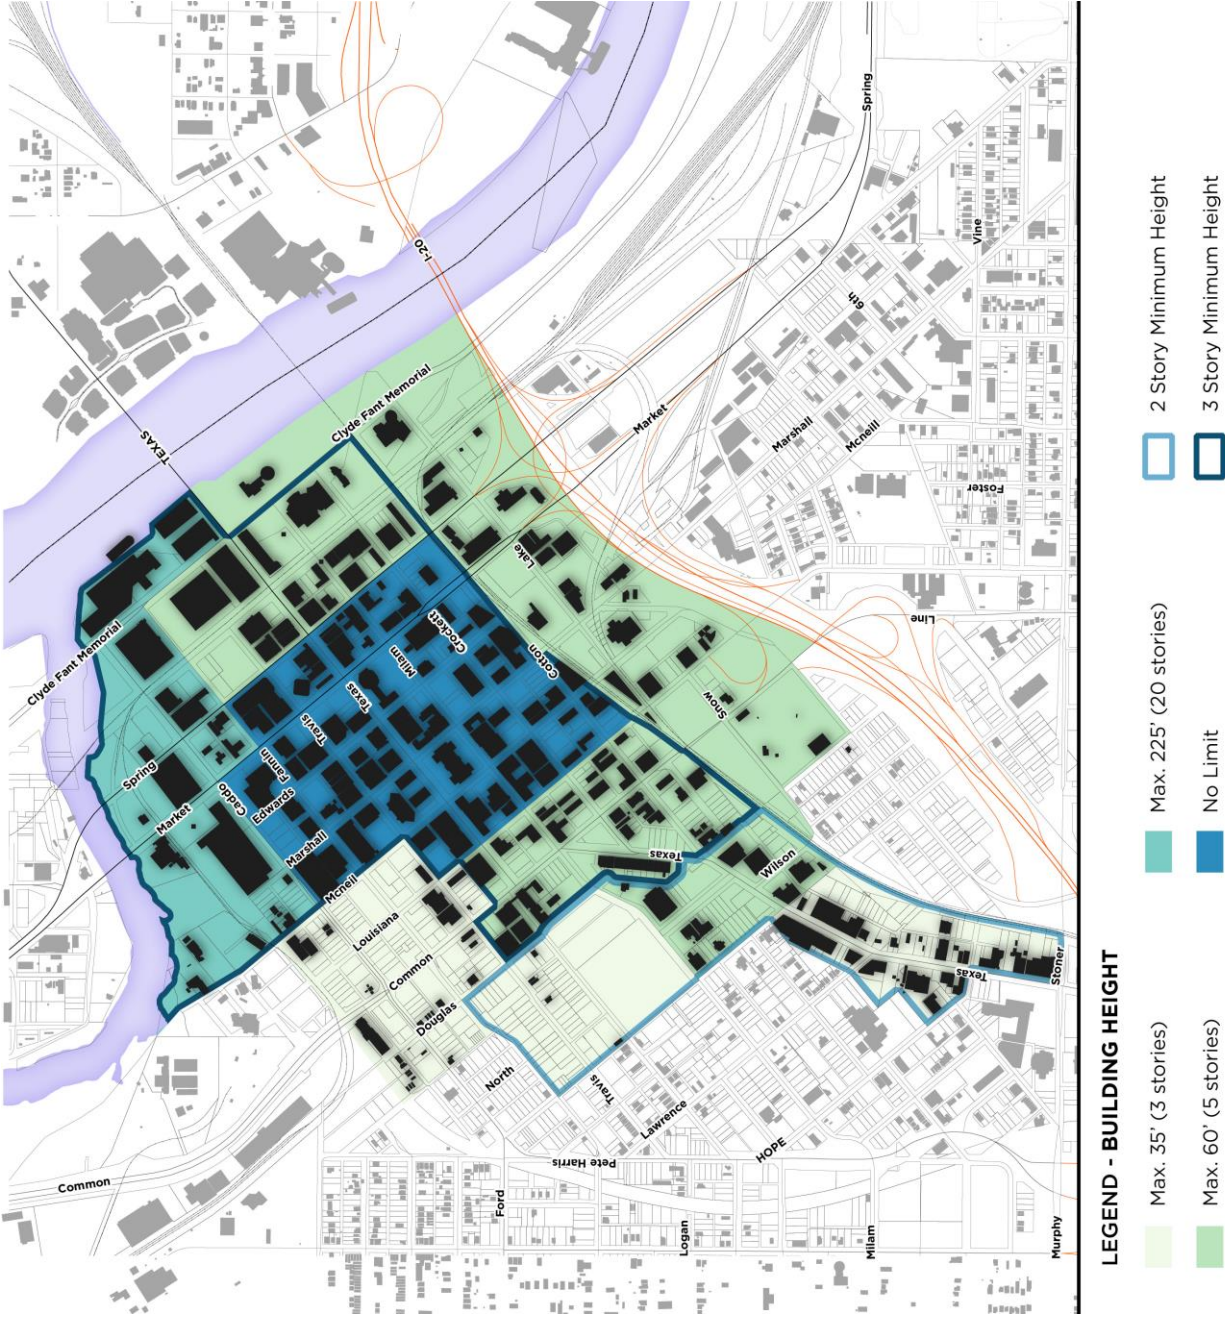 Spring
I-20
TEXAS
Clyde Fant Memorial
Market
6th
Vine
Marshall
Mcneill
Foster
Line
Lake
Clyde Fant Memorial
Spring
Market
Caddo
Fannin
Edwards
Travis
Texas
Milam
Crockett
Cotton
Marshall
Mcneil
Snow
Louisiana
Common
Douglas
Texas
Wilson
North
Travis
Lawrence
HOPE
Pete Harris
Common
Ford
Logan
Milam
Murphy
Texas
Stoner
LEGEND - BUILDING HEIGHT
Max. 35' (3 stories)
Max. 60' (5 stories)
Max. 225' (20 stories)
No Limit
2 Story Minimum Height
3 Story Minimum Height